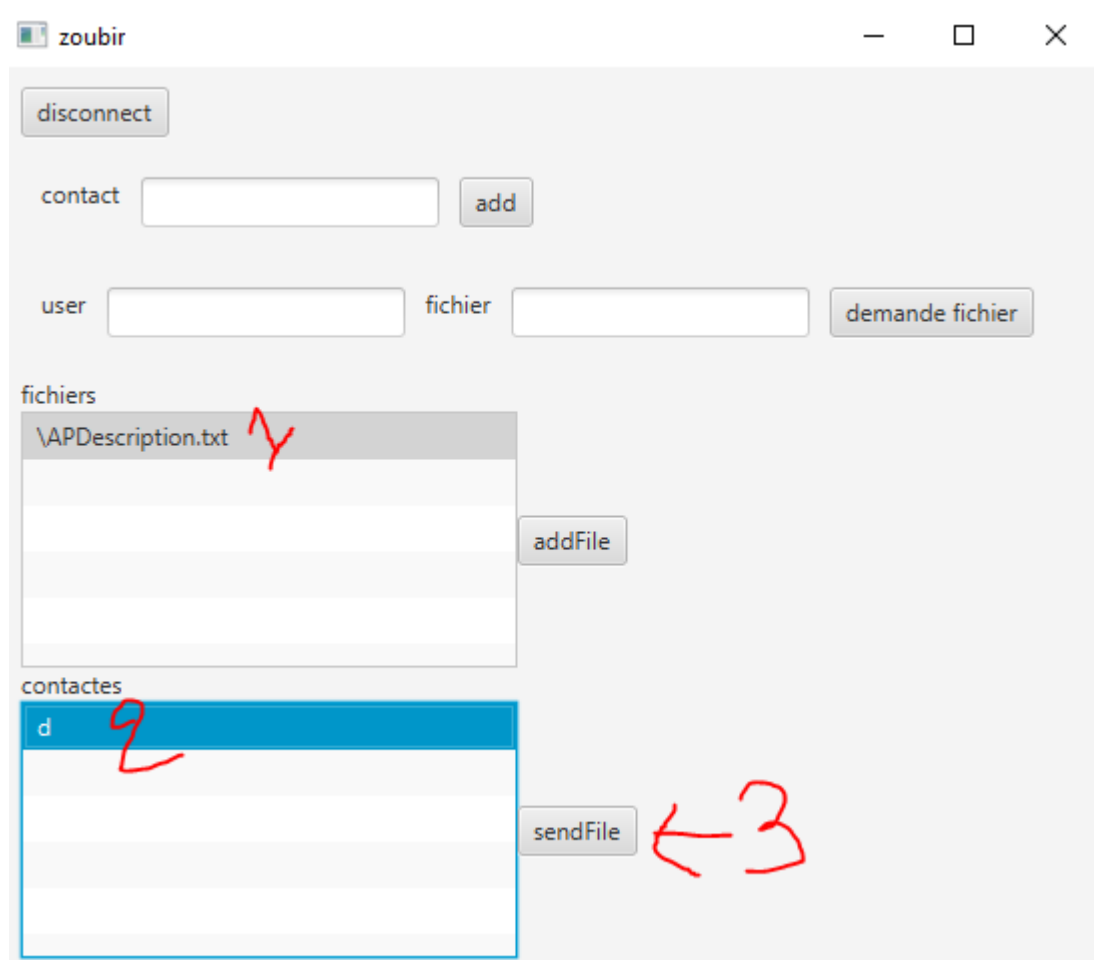 zoubir
disconnect
contact add
user fichier demande fichier
fichiers
\APDescription.txt 1
addFile
contactes
d 2
sendFile ←3